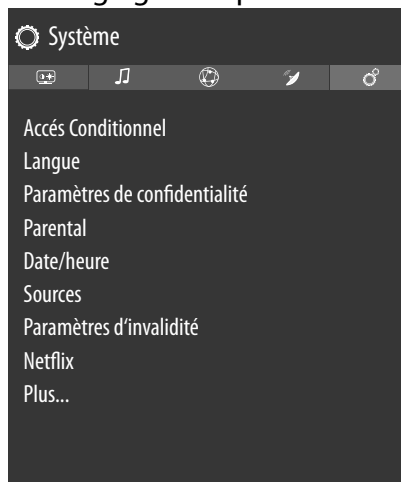 Système
Accés Conditionnel
Langue
Paramètres de confidentialité
Parental
Date/heure
Sources
Paramètres d'invalidité
Netflix
Plus...